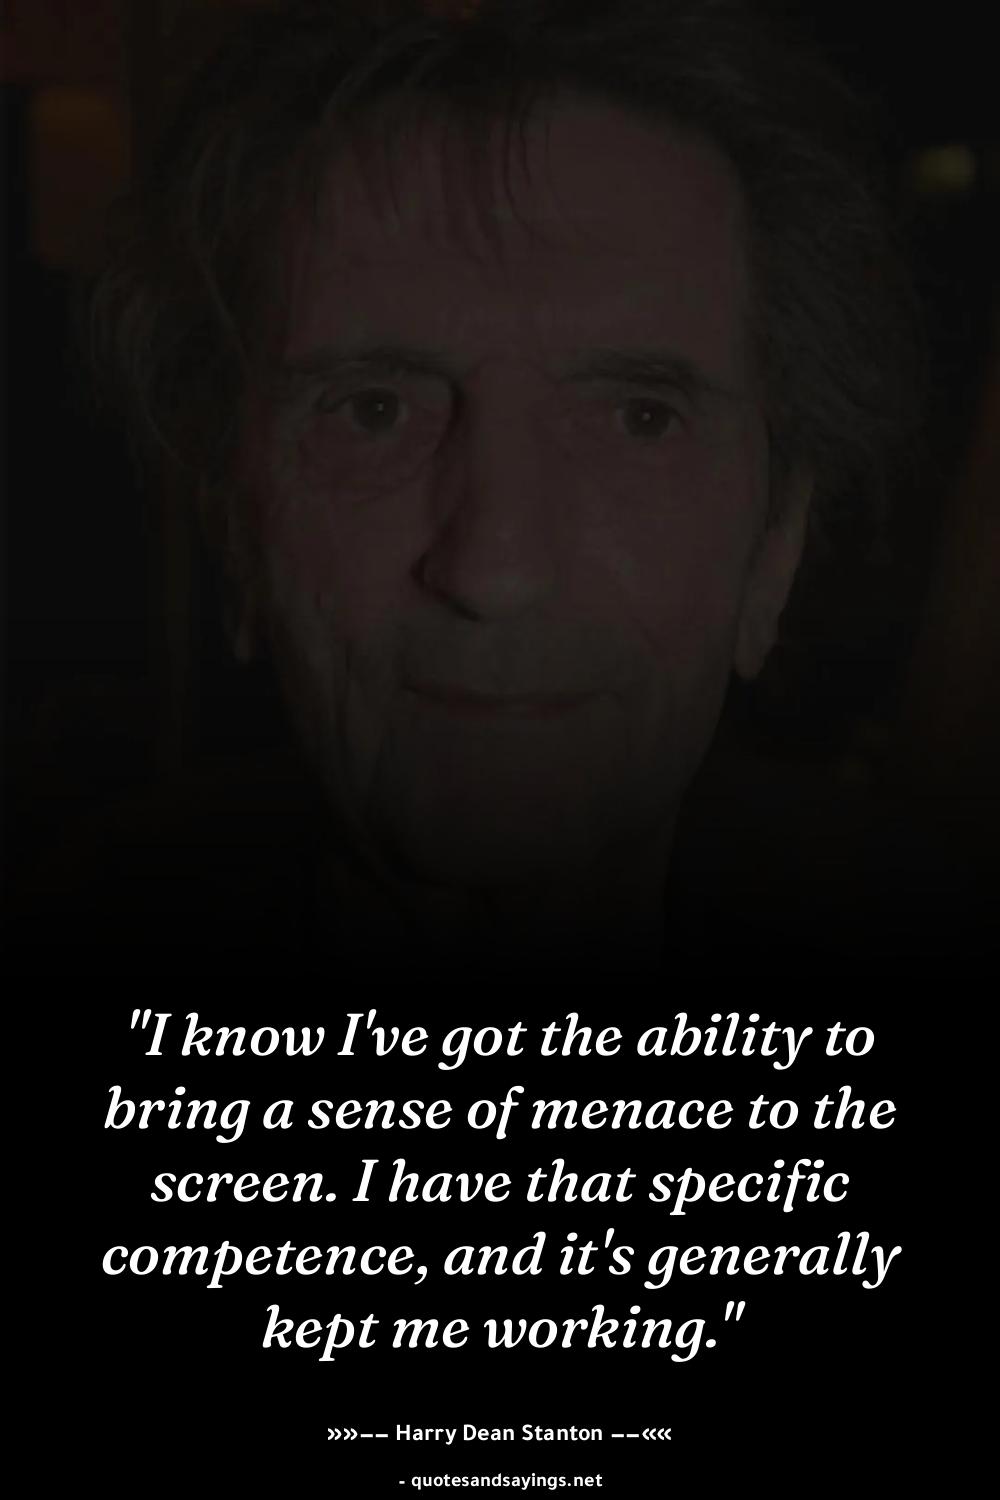 "I know I've got the ability to
bring a sense of menace to the
screen. I have that specific
competence, and it's generally
kept me working."
»»−− Harry Dean Stanton −−««
- quotesandsayings.net